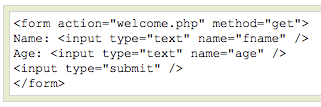 <form action="welcome.php" method="get">
Name: <input type="text" name="fname" />
Age: <input type="text" name="age" />
<input type="submit" />
</form>